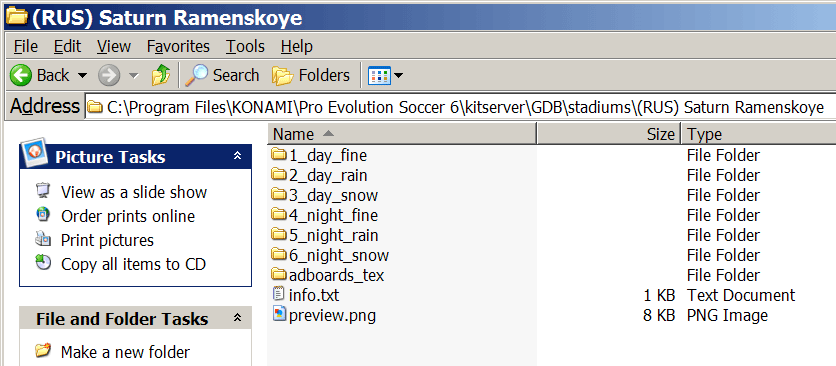 (RUS) Saturn Ramenskoye
File Edit View Favorites Tools Help
Back Search Folders
Address C:\Program Files\KONAMI\Pro Evolution Soccer 6\kitserver\GDB\stadiums\(RUS) Saturn Ramenskoye
Picture Tasks
View as a slide show
Order prints online
Print pictures
Copy all items to CD
File and Folder Tasks
Make a new folder
Name Size Type
1_day_fine File Folder
2_day_rain File Folder
3_day_snow File Folder
4_night_fine File Folder
5_night_rain File Folder
6_night_snow File Folder
adboards_tex File Folder
info.txt 1 KB Text Document
preview.png 8 KB PNG Image